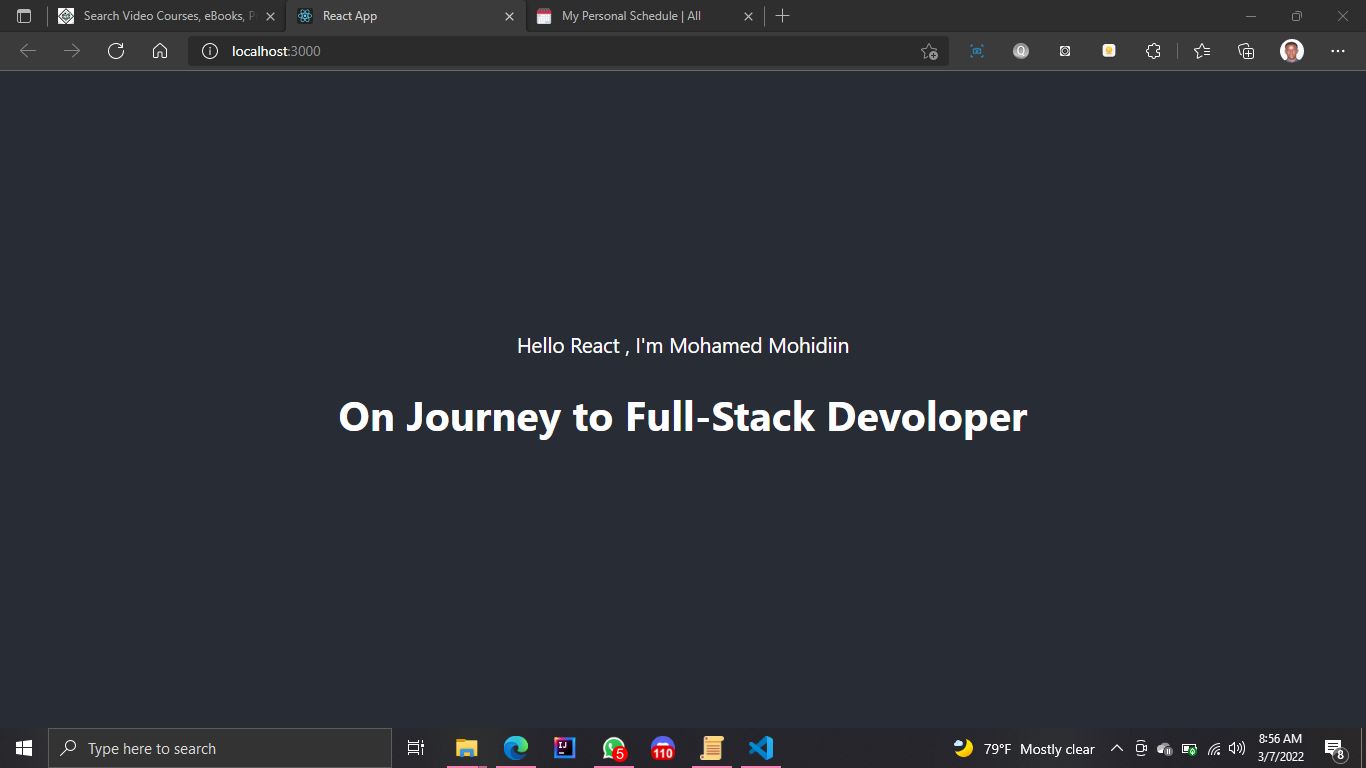 Search Video Courses, eBooks, P
React App
My Personal Schedule | All
localhost:3000
Hello React , I'm Mohamed Mohidiin
On Journey to Full-Stack Devoloper
Type here to search
5
110
79°F Mostly clear
8:56 AM
3/7/2022
8